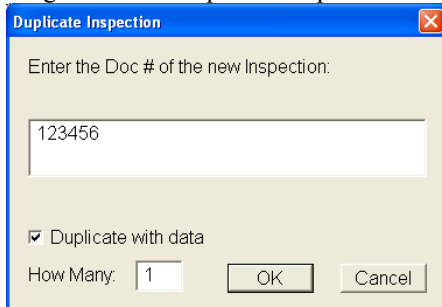 Duplicate Inspection
Enter the Doc # of the new Inspection:
123456
Duplicate with data
How Many: 1 OK Cancel